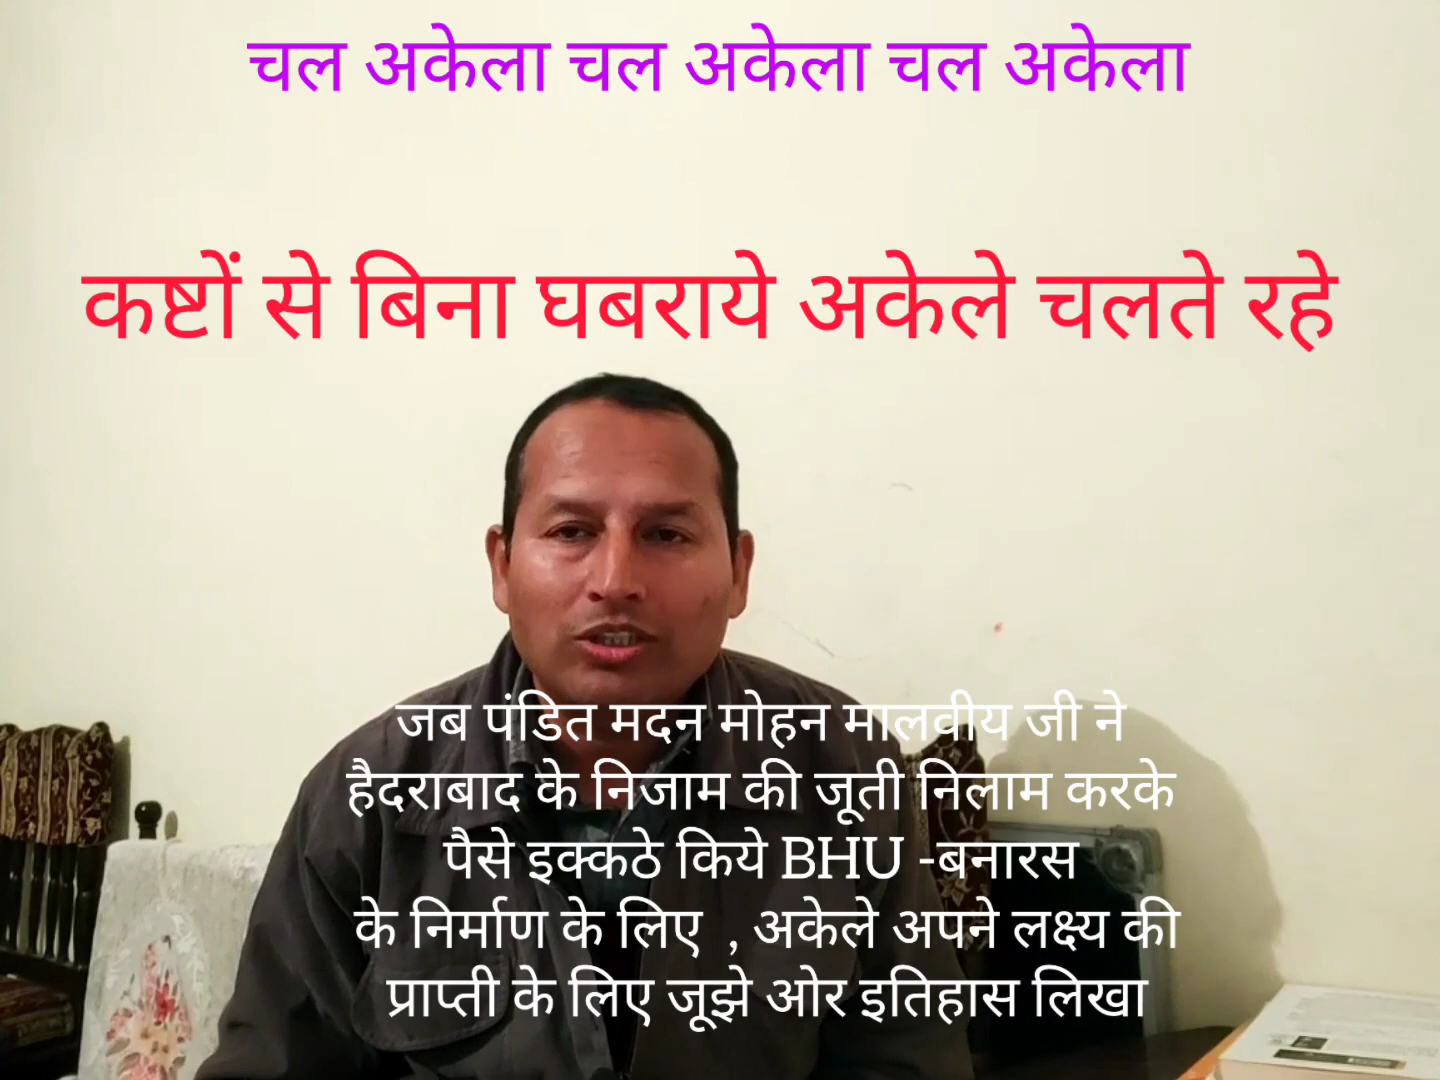 चल अकेला चल अकेला चल अकेला
कष्टों से बिना घबराये अकेले चलते रहे
जब पंडित मदन मोहन मालवीय जी ने
हैदराबाद के निजाम की जूती निलाम करके
पैसे इक्कठे किये BHU -बनारस
के निर्माण के लिए , अकेले अपने लक्ष्य की
प्राप्ती के लिए जूझे ओर इतिहास लिखा